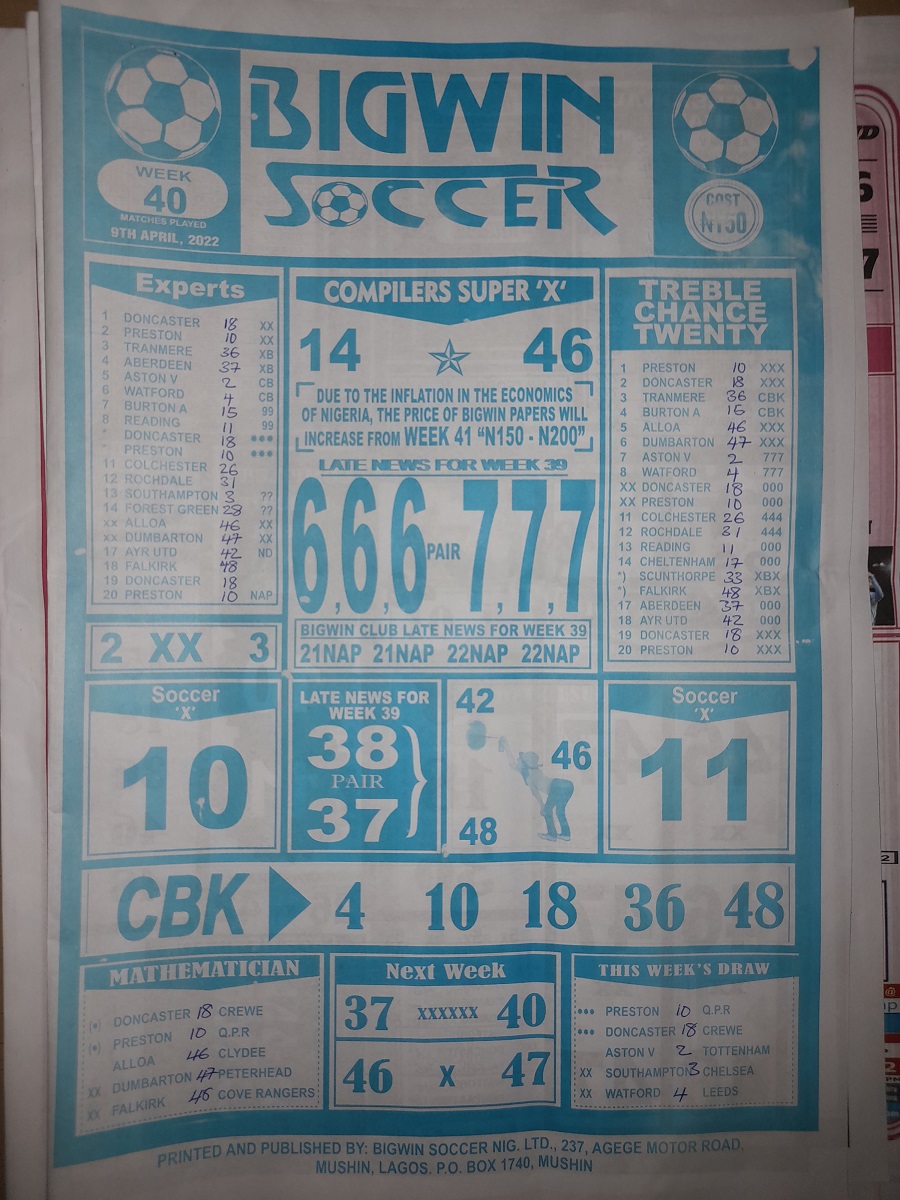 BIGWIN
SOCCER
WEEK
40
MATCHES PLAYED
9TH APRIL, 2022
COST
N150
Experts
1 DONCASTER 18 XX
2 PRESTON 10 XX
3 TRANMERE 36 XB
4 ABERDEEN 37 XB
5 ASTON V 2 CB
6 WATFORD 4 CB
7 BURTON A 15 99
8 READING 11 99
* DONCASTER 18 •••
* PRESTON 10 •••
11 COLCHESTER 26
12 ROCHDALE 31
13 SOUTHAMPTON 3 ??
14 FOREST GREEN 28 ??
xx ALLOA 46 XX
xx DUMBARTON 47 XX
17 AYR UTD 42 ND
18 FALKIRK 48
19 DONCASTER 18
20 PRESTON 10 NAP
2 XX 3
COMPILERS SUPER 'X'
14 46
DUE TO THE INFLATION IN THE ECONOMICS
OF NIGERIA, THE PRICE OF BIGWIN PAPERS WILL
INCREASE FROM WEEK 41 "N150 - N200"
LATE NEWS FOR WEEK 39
6,6,6 PAIR 7,7,7
BIGWIN CLUB LATE NEWS FOR WEEK 39
21NAP 21NAP 22NAP 22NAP
TREBLE
CHANCE
TWENTY
1 PRESTON 10 XXX
2 DONCASTER 18 XXX
3 TRANMERE 36 CBK
4 BURTON A 15 CBK
5 ALLOA 46 XXX
6 DUMBARTON 47 XXX
7 ASTON V 2 777
8 WATFORD 4 777
XX DONCASTER 18 000
XX PRESTON 10 000
11 COLCHESTER 26 444
12 ROCHDALE 31 444
13 READING 11 000
14 CHELTENHAM 17 000
*) SCUNTHORPE 33 XBX
*) FALKIRK 48 XBX
17 ABERDEEN 37 000
18 AYR UTD 42 000
19 DONCASTER 18 XXX
20 PRESTON 10 XXX
Soccer
'X'
10
LATE NEWS FOR
WEEK 39
38
PAIR
37
42
46
48
Soccer
'X'
11
CBK 4 10 18 36 48
MATHEMATICIAN
(•) DONCASTER 18 CREWE
(•) PRESTON 10 Q.P.R
ALLOA 46 CLYDEE
XX DUMBARTON 47 PETERHEAD
XX FALKIRK 48 COVE RANGERS
Next Week
37 XXXXXX 40
46 X 47
THIS WEEK'S DRAW
••• PRESTON 10 Q.P.R
••• DONCASTER 18 CREWE
ASTON V 2 TOTTENHAM
XX SOUTHAMPTON 3 CHELSEA
XX WATFORD 4 LEEDS
PRINTED AND PUBLISHED BY: BIGWIN SOCCER NIG. LTD., 237, AGEGE MOTOR ROAD,
MUSHIN, LAGOS. P.O. BOX 1740, MUSHIN